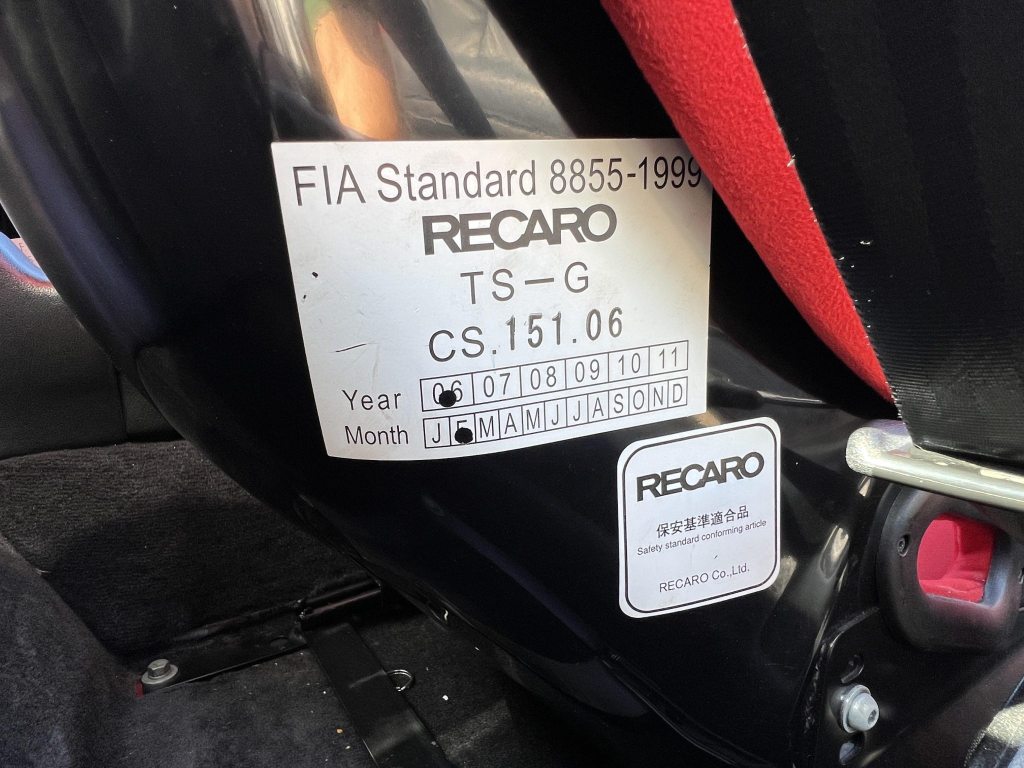 FIA Standard 8855-1999
RECARO
TS-G
CS.151.06
Year 06 07 08 09 10 11
Month J F M A M J J A S O N D
RECARO
保安基準適合品
Safety standard conforming article
RECARO Co.,Ltd.